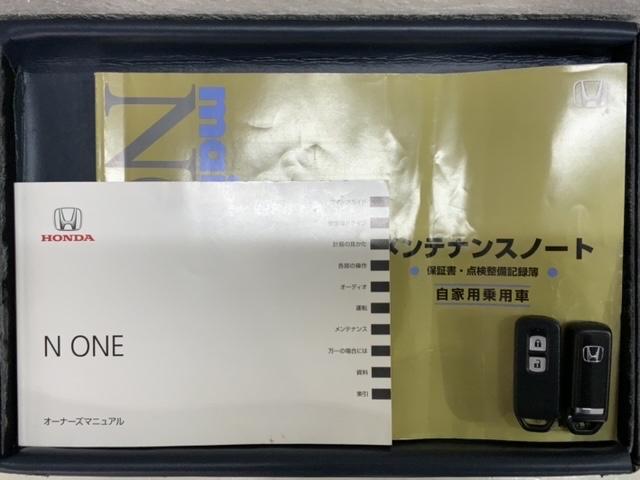 mai
N
メンテナンスノート
保証書・点検整備記録簿
自家用乗用車
HONDA
N ONE
オーナーズマニュアル
計器の見かた
各部の操作
オーディオ
運転
メンテナンス
万一の場合には
資料
索引